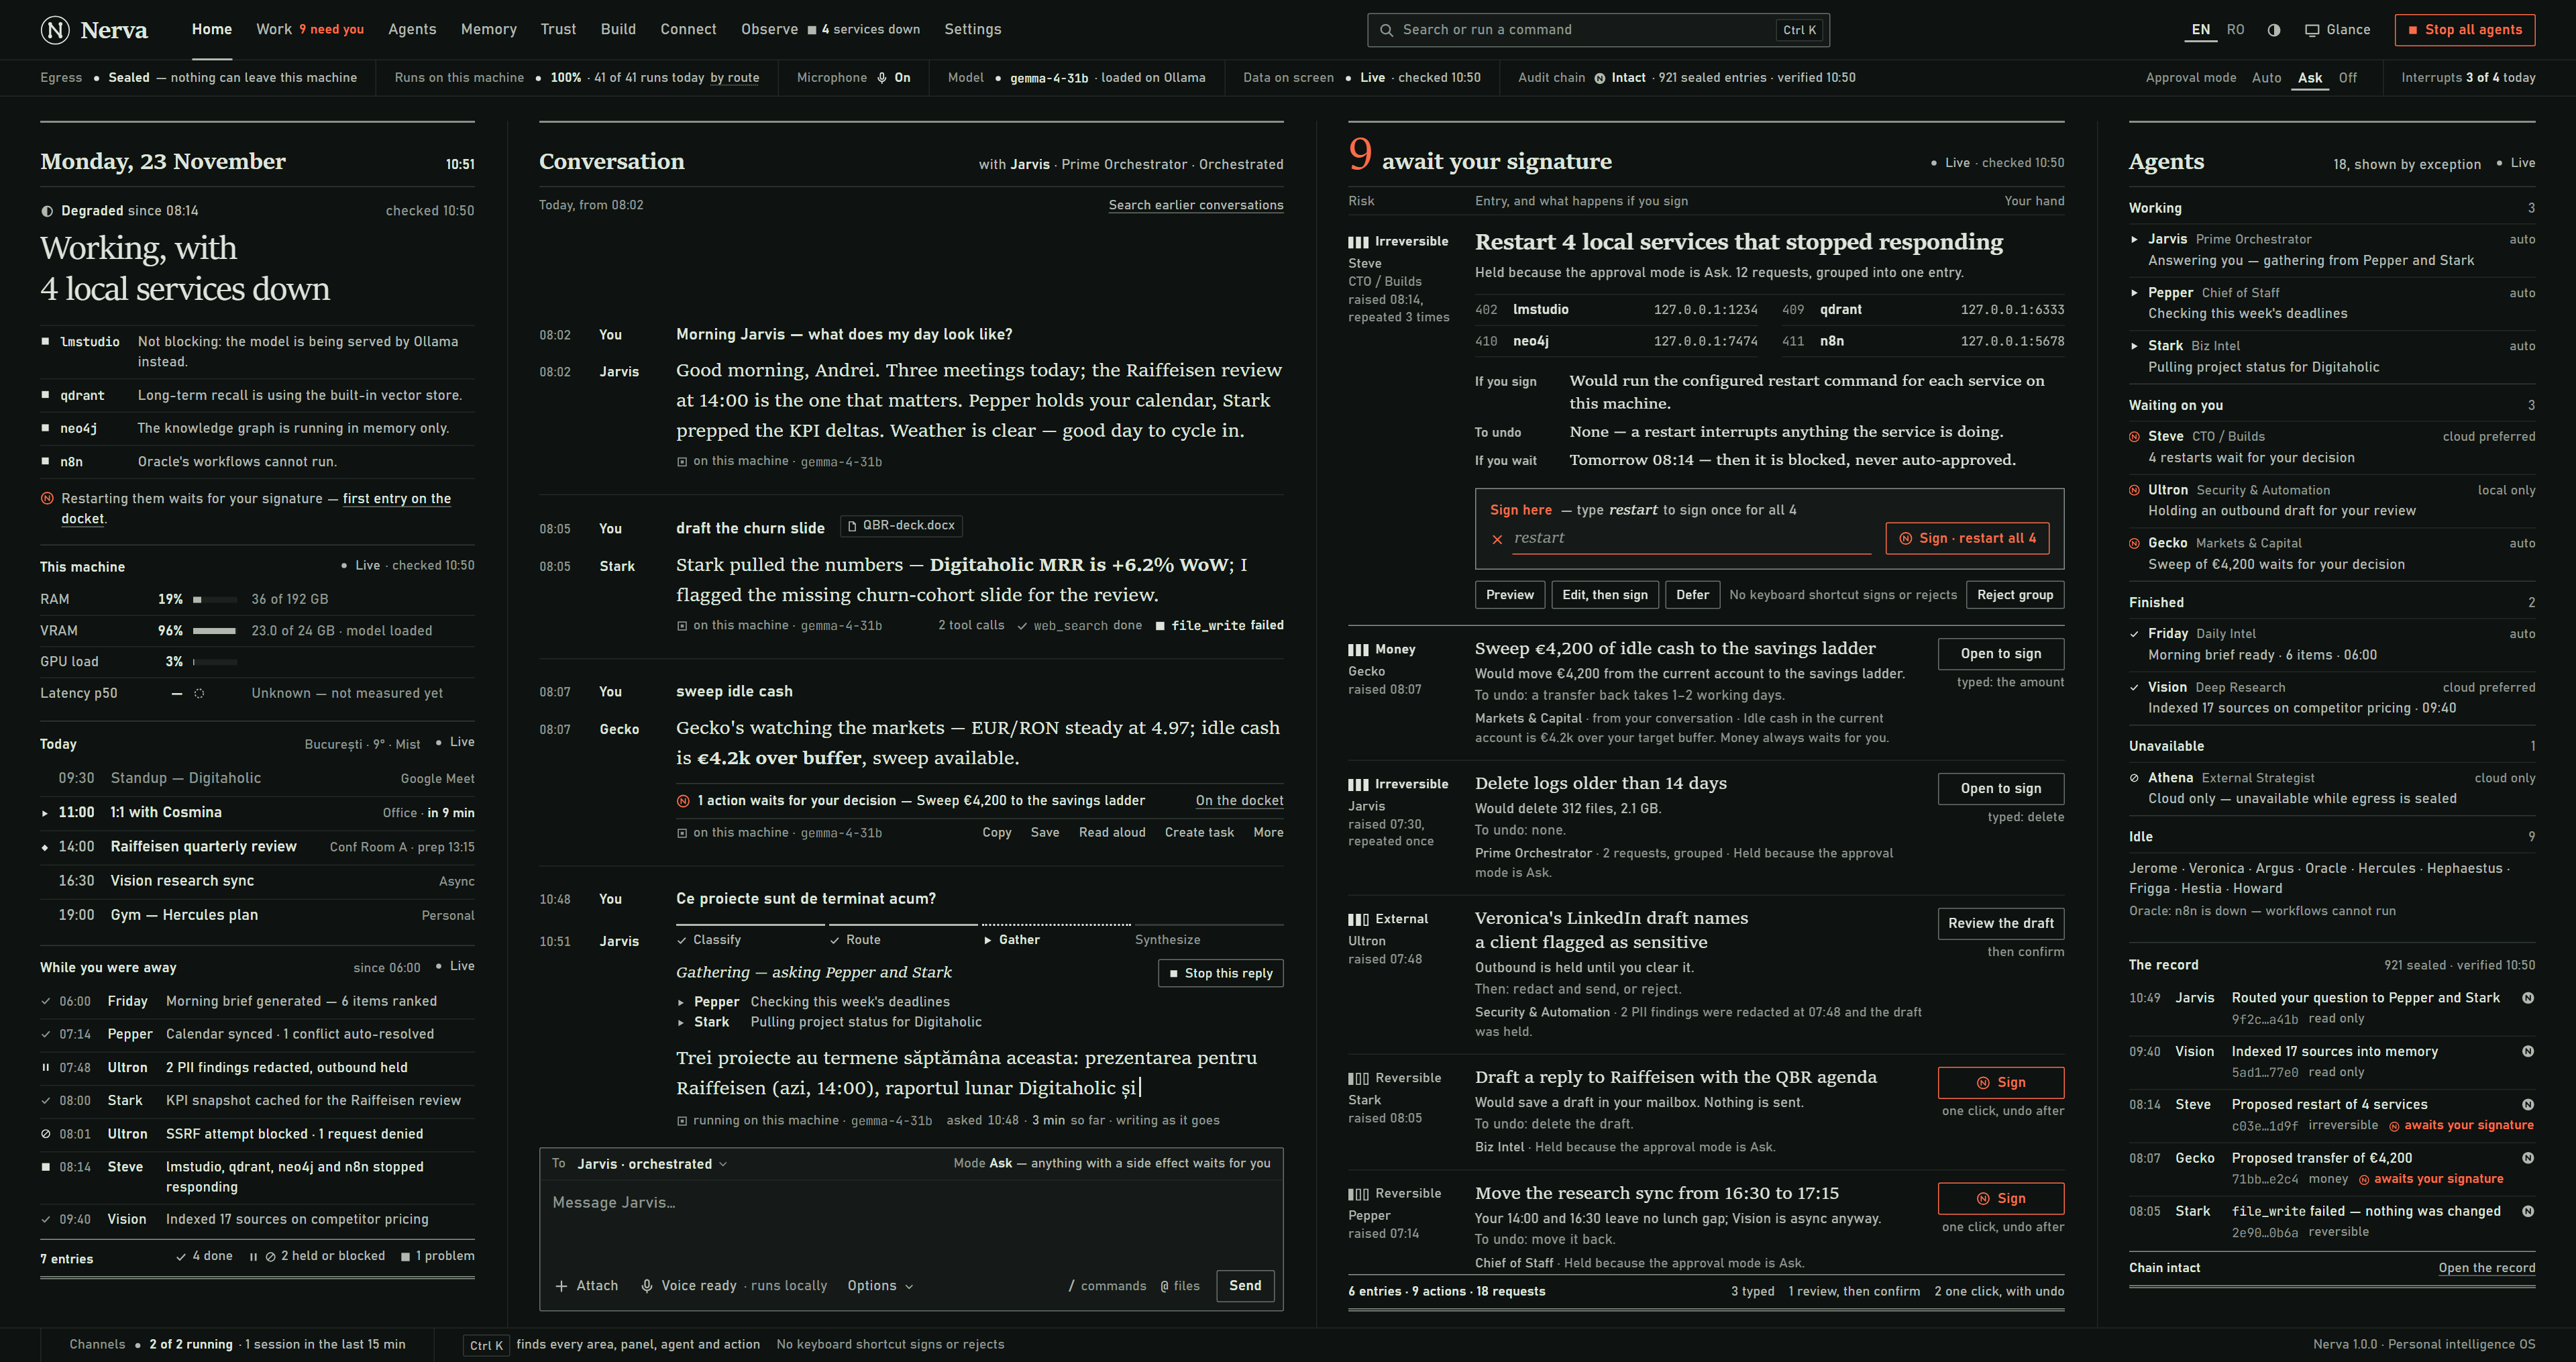 Nerva
Home
Work 9 need you
Agents
Memory
Trust
Build
Connect
Observe 4 services down
Settings
Search or run a command Ctrl K
EN RO
Glance
Stop all agents
Egress Sealed — nothing can leave this machine
Runs on this machine 100% · 41 of 41 runs today by route
Microphone On
Model gemma-4-31b · loaded on Ollama
Data on screen Live · checked 10:50
Audit chain Intact · 921 sealed entries · verified 10:50
Approval mode Auto Ask Off
Interrupts 3 of 4 today
Monday, 23 November 10:51
Degraded since 08:14 checked 10:50
Working, with
4 local services down
lmstudio Not blocking: the model is being served by Ollama
instead.
qdrant Long-term recall is using the built-in vector store.
neo4j The knowledge graph is running in memory only.
n8n Oracle's workflows cannot run.
Restarting them waits for your signature — first entry on the
docket.
This machine Live · checked 10:50
RAM 19% 36 of 192 GB
VRAM 96% 23.0 of 24 GB · model loaded
GPU load 3%
Latency p50 — Unknown — not measured yet
Today București · 9° · Mist Live
09:30 Standup — Digitaholic Google Meet
11:00 1:1 with Cosmina Office · in 9 min
14:00 Raiffeisen quarterly review Conf Room A · prep 13:15
16:30 Vision research sync Async
19:00 Gym — Hercules plan Personal
While you were away since 06:00 Live
06:00 Friday Morning brief generated — 6 items ranked
07:14 Pepper Calendar synced · 1 conflict auto-resolved
07:48 Ultron 2 PII findings redacted, outbound held
08:00 Stark KPI snapshot cached for the Raiffeisen review
08:01 Ultron SSRF attempt blocked · 1 request denied
08:14 Steve lmstudio, qdrant, neo4j and n8n stopped
responding
09:40 Vision Indexed 17 sources on competitor pricing
7 entries 4 done 2 held or blocked 1 problem
Conversation with Jarvis · Prime Orchestrator · Orchestrated
Today, from 08:02 Search earlier conversations
08:02 You Morning Jarvis — what does my day look like?
08:02 Jarvis Good morning, Andrei. Three meetings today; the Raiffeisen review
at 14:00 is the one that matters. Pepper holds your calendar, Stark
prepped the KPI deltas. Weather is clear — good day to cycle in.
on this machine · gemma-4-31b
08:05 You draft the churn slide QBR-deck.docx
08:05 Stark Stark pulled the numbers — Digitaholic MRR is +6.2% WoW; I
flagged the missing churn-cohort slide for the review.
on this machine · gemma-4-31b 2 tool calls web_search done file_write failed
08:07 You sweep idle cash
08:07 Gecko Gecko's watching the markets — EUR/RON steady at 4.97; idle cash
is €4.2k over buffer, sweep available.
1 action waits for your decision — Sweep €4,200 to the savings ladder On the docket
on this machine · gemma-4-31b Copy Save Read aloud Create task More
10:48 You Ce proiecte sunt de terminat acum?
10:51 Jarvis Classify Route Gather Synthesize
Gathering — asking Pepper and Stark Stop this reply
Pepper Checking this week's deadlines
Stark Pulling project status for Digitaholic
Trei proiecte au termene săptămâna aceasta: prezentarea pentru
Raiffeisen (azi, 14:00), raportul lunar Digitaholic și
running on this machine · gemma-4-31b asked 10:48 · 3 min so far · writing as it goes
To Jarvis · orchestrated Mode Ask — anything with a side effect waits for you
Message Jarvis…
Attach Voice ready · runs locally Options / commands @ files Send
9 await your signature Live · checked 10:50
Risk Entry, and what happens if you sign Your hand
Irreversible
Steve
CTO / Builds
raised 08:14,
repeated 3 times
Restart 4 local services that stopped responding
Held because the approval mode is Ask. 12 requests, grouped into one entry.
402 lmstudio 127.0.0.1:1234 409 qdrant 127.0.0.1:6333
410 neo4j 127.0.0.1:7474 411 n8n 127.0.0.1:5678
If you sign Would run the configured restart command for each service on
this machine.
To undo None — a restart interrupts anything the service is doing.
If you wait Tomorrow 08:14 — then it is blocked, never auto-approved.
Sign here — type restart to sign once for all 4
restart Sign · restart all 4
Preview Edit, then sign Defer No keyboard shortcut signs or rejects Reject group
Money
Gecko
raised 08:07
Sweep €4,200 of idle cash to the savings ladder
Would move €4,200 from the current account to the savings ladder.
To undo: a transfer back takes 1–2 working days.
Markets & Capital · from your conversation · Idle cash in the current
account is €4.2k over your target buffer. Money always waits for you.
Open to sign
typed: the amount
Irreversible
Jarvis
raised 07:30,
repeated once
Delete logs older than 14 days
Would delete 312 files, 2.1 GB.
To undo: none.
Prime Orchestrator · 2 requests, grouped · Held because the approval
mode is Ask.
Open to sign
typed: delete
External
Ultron
raised 07:48
Veronica's LinkedIn draft names
a client flagged as sensitive
Outbound is held until you clear it.
Then: redact and send, or reject.
Security & Automation · 2 PII findings were redacted at 07:48 and the draft
was held.
Review the draft
then confirm
Reversible
Stark
raised 08:05
Draft a reply to Raiffeisen with the QBR agenda
Would save a draft in your mailbox. Nothing is sent.
To undo: delete the draft.
Biz Intel · Held because the approval mode is Ask.
Sign
one click, undo after
Reversible
Pepper
raised 07:14
Move the research sync from 16:30 to 17:15
Your 14:00 and 16:30 leave no lunch gap; Vision is async anyway.
To undo: move it back.
Chief of Staff · Held because the approval mode is Ask.
Sign
one click, undo after
6 entries · 9 actions · 18 requests 3 typed 1 review, then confirm 2 one click, with undo
Agents 18, shown by exception Live
Working 3
Jarvis Prime Orchestrator auto
Answering you — gathering from Pepper and Stark
Pepper Chief of Staff auto
Checking this week's deadlines
Stark Biz Intel auto
Pulling project status for Digitaholic
Waiting on you 3
Steve CTO / Builds cloud preferred
4 restarts wait for your decision
Ultron Security & Automation local only
Holding an outbound draft for your review
Gecko Markets & Capital auto
Sweep of €4,200 waits for your decision
Finished 2
Friday Daily Intel auto
Morning brief ready · 6 items · 06:00
Vision Deep Research cloud preferred
Indexed 17 sources on competitor pricing · 09:40
Unavailable 1
Athena External Strategist cloud only
Cloud only — unavailable while egress is sealed
Idle 9
Jerome · Veronica · Argus · Oracle · Hercules · Hephaestus ·
Frigga · Hestia · Howard
Oracle: n8n is down — workflows cannot run
The record 921 sealed · verified 10:50
10:49 Jarvis Routed your question to Pepper and Stark
9f2c…a41b read only
09:40 Vision Indexed 17 sources into memory
5ad1…77e0 read only
08:14 Steve Proposed restart of 4 services
c03e…1d9f irreversible awaits your signature
08:07 Gecko Proposed transfer of €4,200
71bb…e2c4 money awaits your signature
08:05 Stark file_write failed — nothing was changed
2e90…0b6a reversible
Chain intact Open the record
Channels 2 of 2 running · 1 session in the last 15 min
Ctrl K finds every area, panel, agent and action No keyboard shortcut signs or rejects
Nerva 1.0.0 · Personal intelligence OS